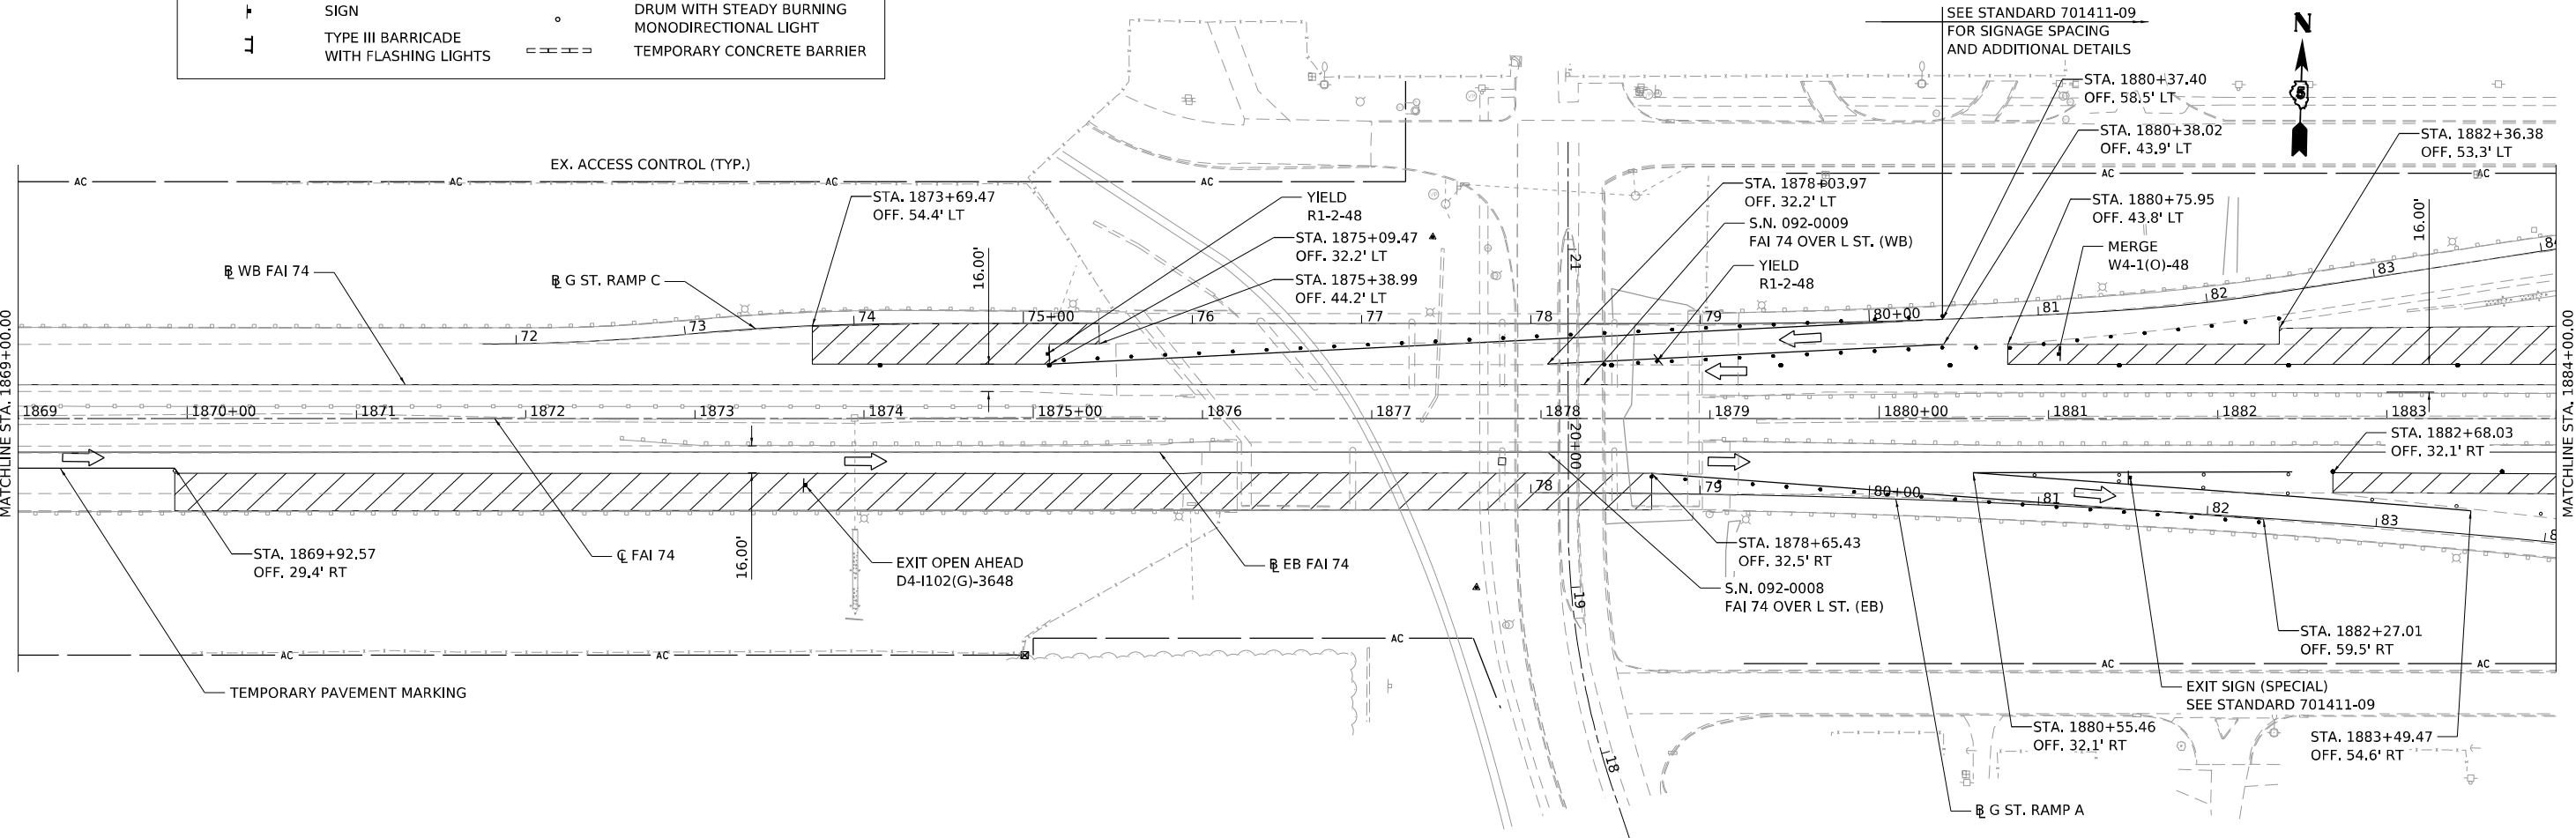 SIGN
DRUM WITH STEADY BURNING
MONODIRECTIONAL LIGHT
TYPE III BARRICADE
WITH FLASHING LIGHTS
TEMPORARY CONCRETE BARRIER
SEE STANDARD 701411-09
FOR SIGNAGE SPACING
AND ADDITIONAL DETAILS
N
5
STA. 1880+37.40
OFF. 58.5' LT
STA. 1880+38.02
OFF. 43.9' LT
STA. 1882+36.38
OFF. 53.3' LT
EX. ACCESS CONTROL (TYP.)
AC
AC
AC
AC
AC
AC
STA. 1873+69.47
OFF. 54.4' LT
YIELD
R1-2-48
STA. 1878+03.97
OFF. 32.2' LT
STA. 1880+75.95
OFF. 43.8' LT
16.00'
S.N. 092-0009
FAI 74 OVER L ST. (WB)
STA. 1875+09.47
OFF. 32.2' LT
MERGE
W4-1(O)-48
YIELD
R1-2-48
STA. 1875+38.99
OFF. 44.2' LT
16.00'
21
℄ WB FAI 74
℄ G ST. RAMP C
72
73
74
75+00
76
77
78
79
80+00
81
82
83
84
MATCHLINE STA. 1869+00.00
MATCHLINE STA. 1884+00.00
1869
1870+00
1871
1872
1873
1874
1875+00
1876
1877
1878
1879
1880+00
1881
1882
1883
20+00
STA. 1882+68.03
OFF. 32.1' RT
78
79
80+00
81
82
83
8
STA. 1869+92.57
OFF. 29.4' RT
℄ FAI 74
16.00'
EXIT OPEN AHEAD
D4-I102(G)-3648
℄ EB FAI 74
STA. 1878+65.43
OFF. 32.5' RT
S.N. 092-0008
FAI 74 OVER L ST. (EB)
19
STA. 1882+27.01
OFF. 59.5' RT
AC
AC
AC
AC
AC
TEMPORARY PAVEMENT MARKING
EXIT SIGN (SPECIAL)
SEE STANDARD 701411-09
STA. 1880+55.46
OFF. 32.1' RT
STA. 1883+49.47
OFF. 54.6' RT
18
℄ G ST. RAMP A